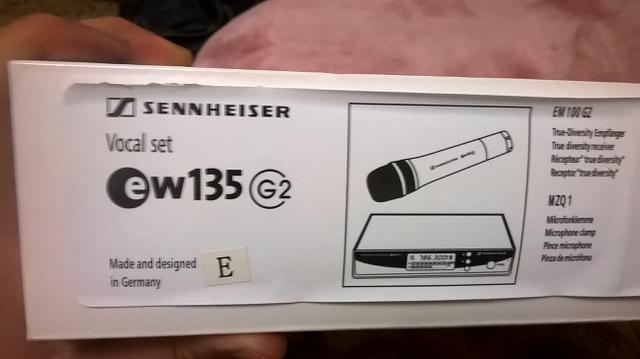 SENNHEISER
Vocal set
ew135 G2
Made and designed
in Germany
E
EM 100 G2
True-Diversity Empfänger
True diversity receiver
Récepteur "true diversity"
Receptor "true diversity"
MZQ 1
Mikrofonklemme
Microphone clamp
Pince microphone
Pinza de micrófono